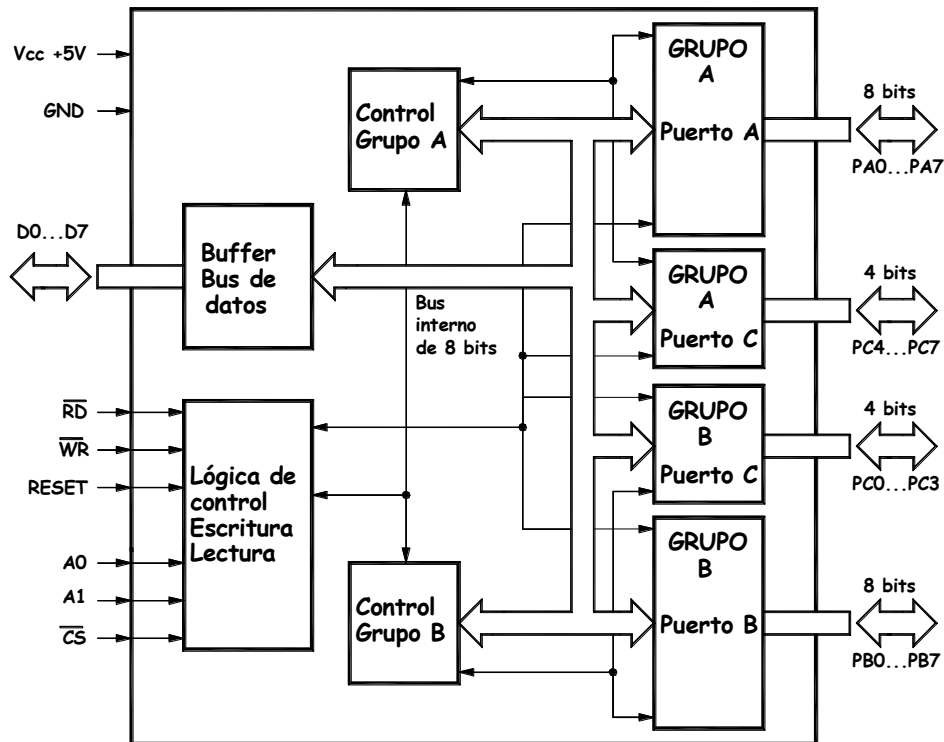 Vcc +5V
GND
D0...D7
RD
WR
RESET
A0
A1
CS
Buffer
Bus de
datos
Lógica de
control
Escritura
Lectura
Control
Grupo A
Bus
interno
de 8 bits
Control
Grupo B
GRUPO
A
Puerto A
GRUPO
A
Puerto C
GRUPO
B
Puerto C
GRUPO
B
Puerto B
8 bits
PA0...PA7
4 bits
PC4...PC7
4 bits
PC0...PC3
8 bits
PB0...PB7